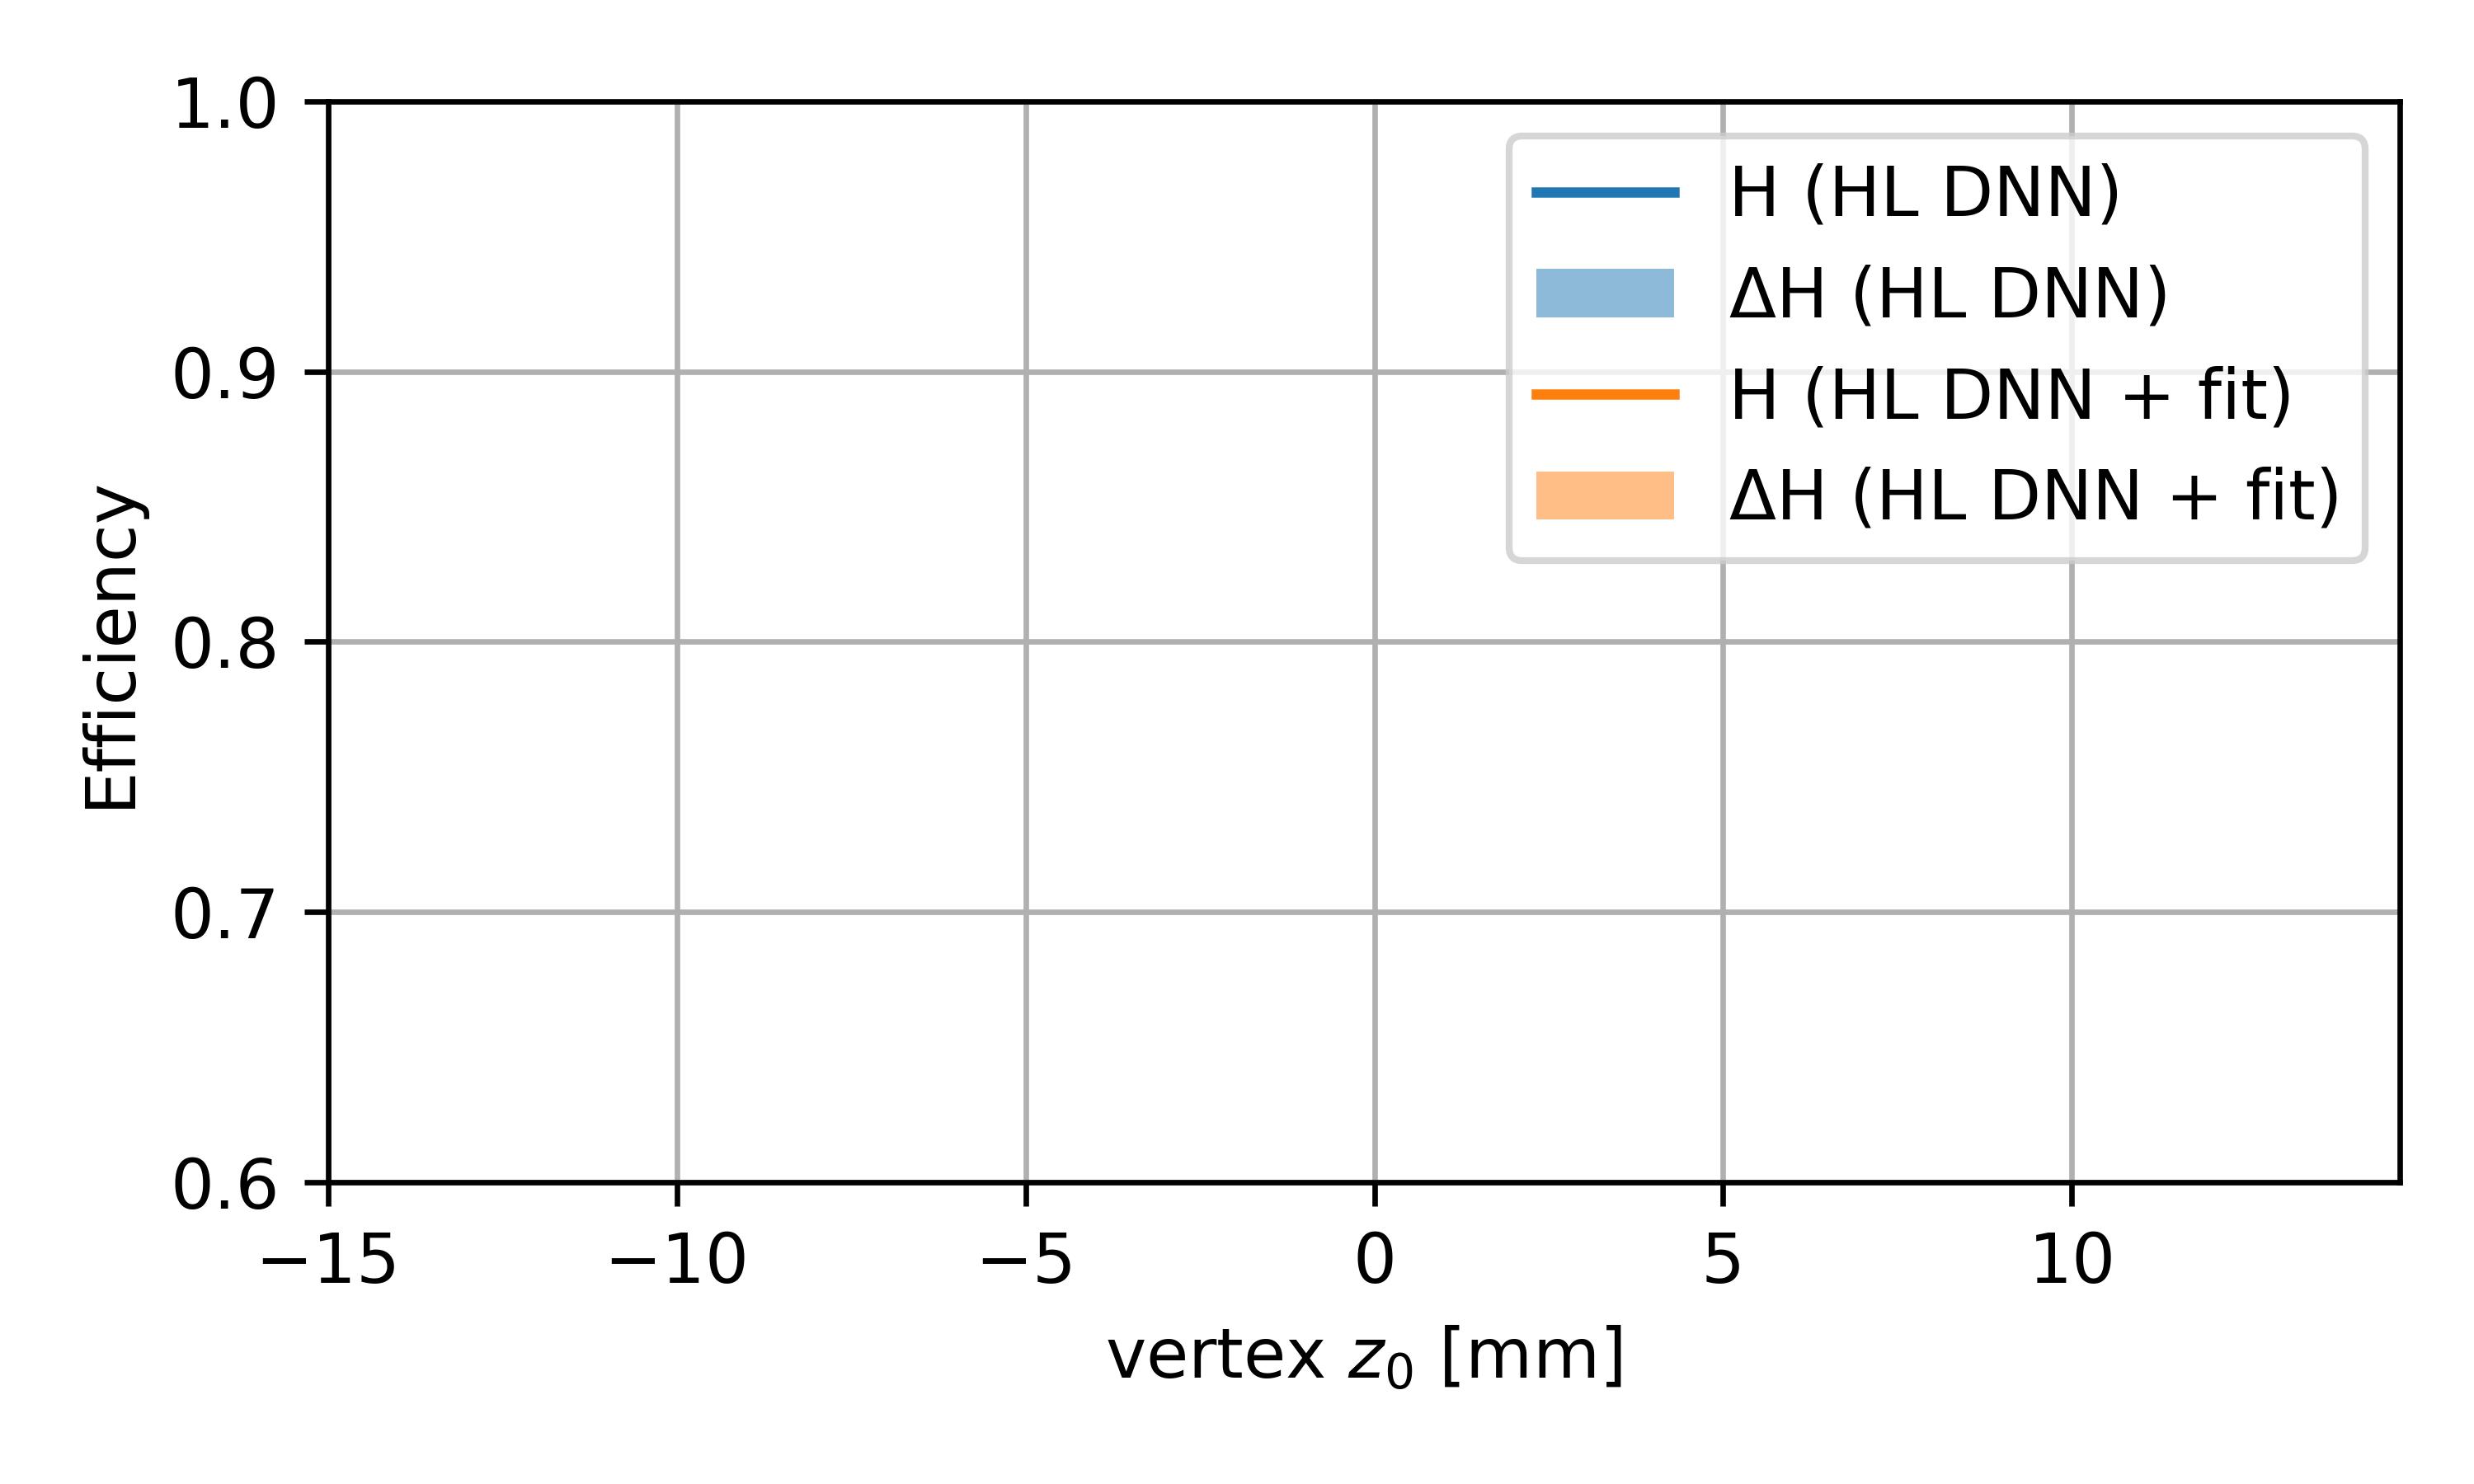 1.0
0.9
0.8
0.7
0.6
Efficiency
H (HL DNN)
ΔH (HL DNN)
H (HL DNN + fit)
ΔH (HL DNN + fit)
−15 −10 −5 0 5 10
vertex z₀ [mm]